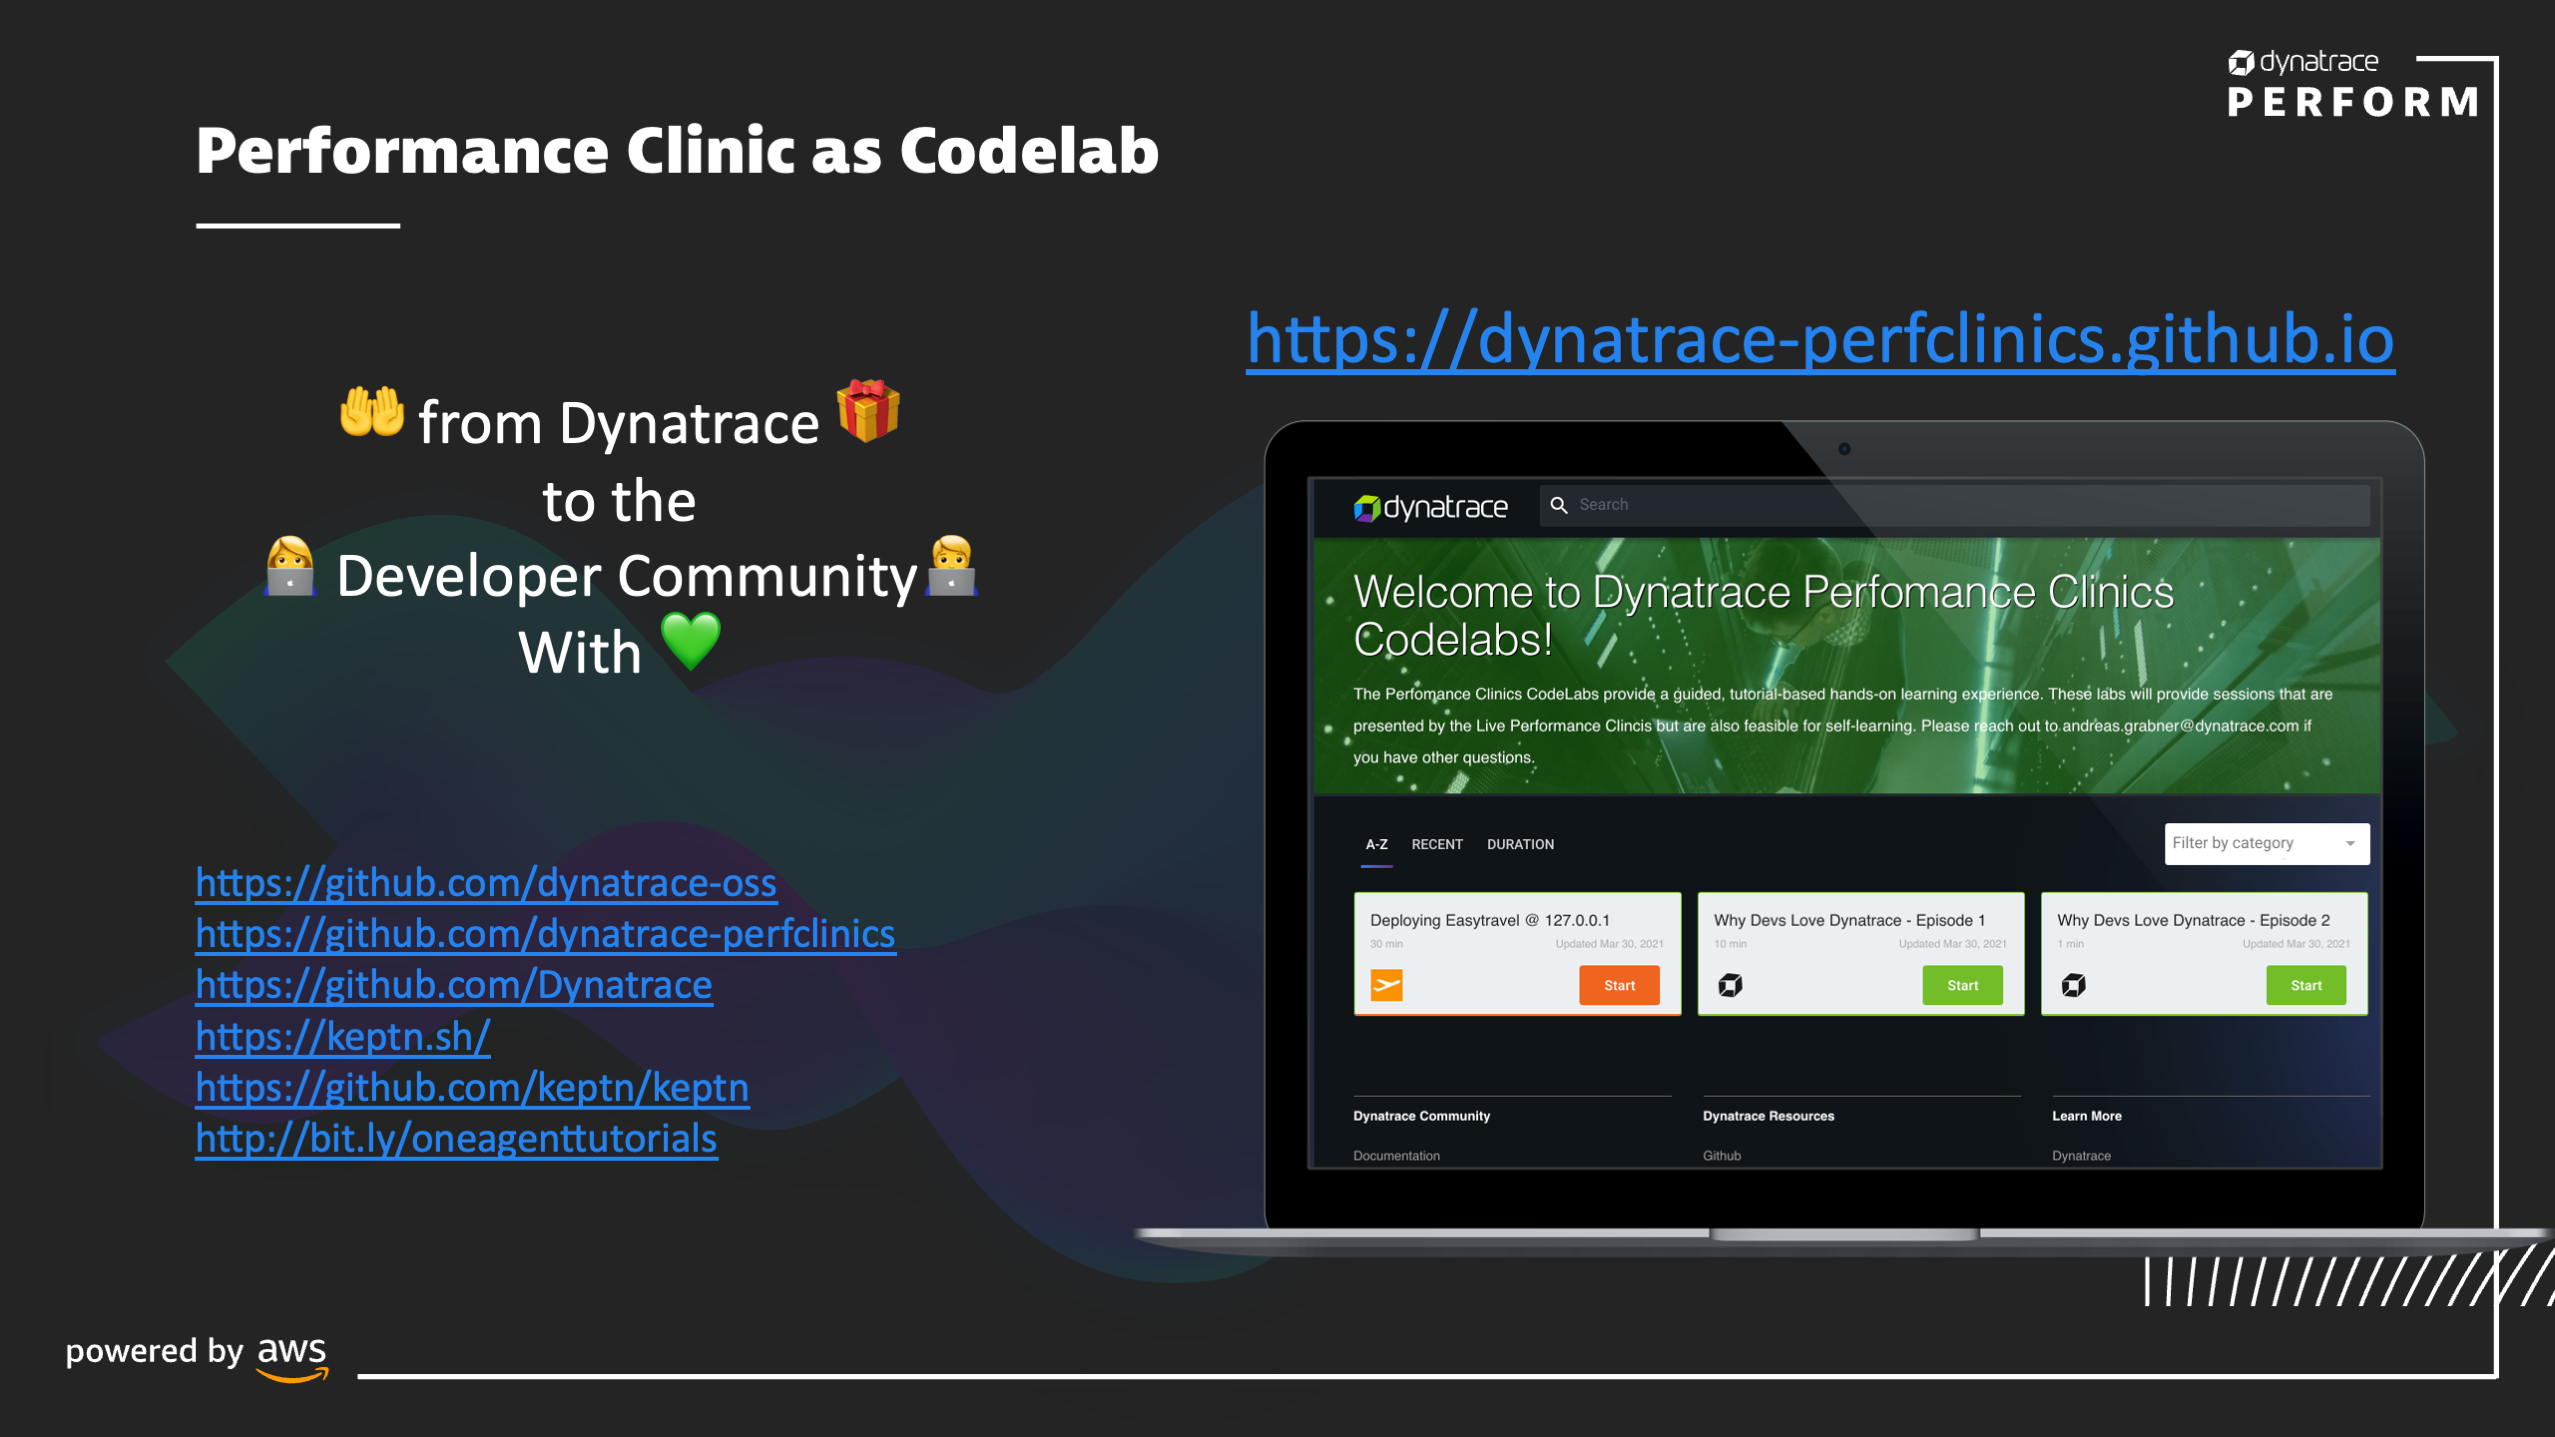 dynatrace
PERFORM
Performance Clinic as Codelab
https://dynatrace-perfclinics.github.io
🤲 from Dynatrace 🎁
to the
👩‍💻 Developer Community 👨‍💻
With 💚
https://github.com/dynatrace-oss
https://github.com/dynatrace-perfclinics
https://github.com/Dynatrace
https://keptn.sh/
https://github.com/keptn/keptn
http://bit.ly/oneagenttutorials
dynatrace
Search
Welcome to Dynatrace Perfomance Clinics
Codelabs!
The Perfomance Clinics CodeLabs provide a guided, tutorial-based hands-on learning experience. These labs will provide sessions that are
presented by the Live Performance Clincis but are also feasible for self-learning. Please reach out to andreas.grabner@dynatrace.com if
you have other questions.
A-Z RECENT DURATION
Filter by category
Deploying Easytravel @ 127.0.0.1
30 min Updated Mar 30, 2021
Start
Why Devs Love Dynatrace - Episode 1
10 min Updated Mar 30, 2021
Start
Why Devs Love Dynatrace - Episode 2
1 min Updated Mar 30, 2021
Start
Dynatrace Community
Documentation
Dynatrace Resources
Github
Learn More
Dynatrace
powered by aws